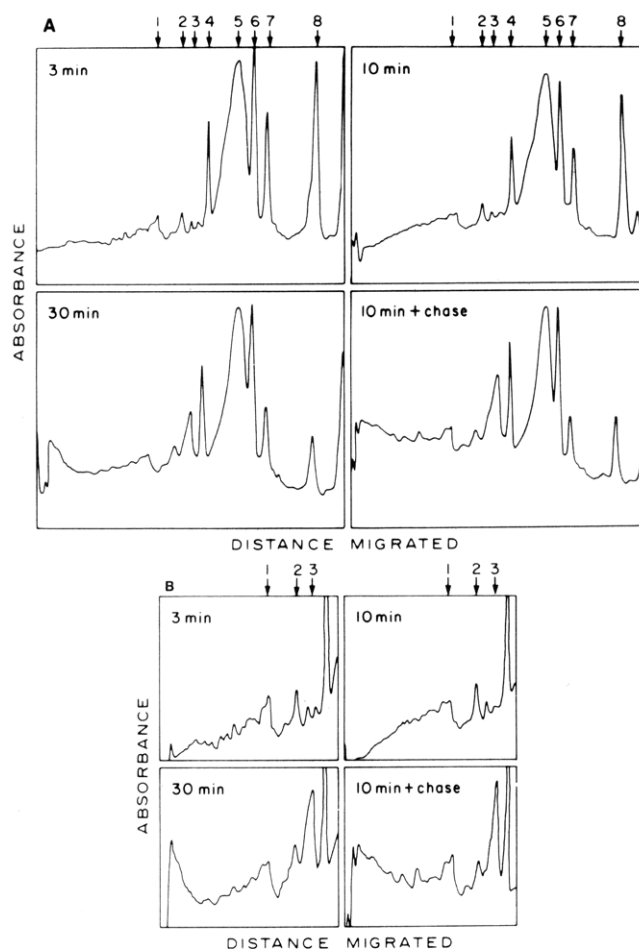 A 1 2 3 4 5 6 7 8 1 2 3 4 5 6 7 8
3 min 10 min
ABSORBANCE
30 min 10 min + chase
DISTANCE MIGRATED
B 1 2 3 1 2 3
3 min 10 min
ABSORBANCE
30 min 10 min + chase
DISTANCE MIGRATED